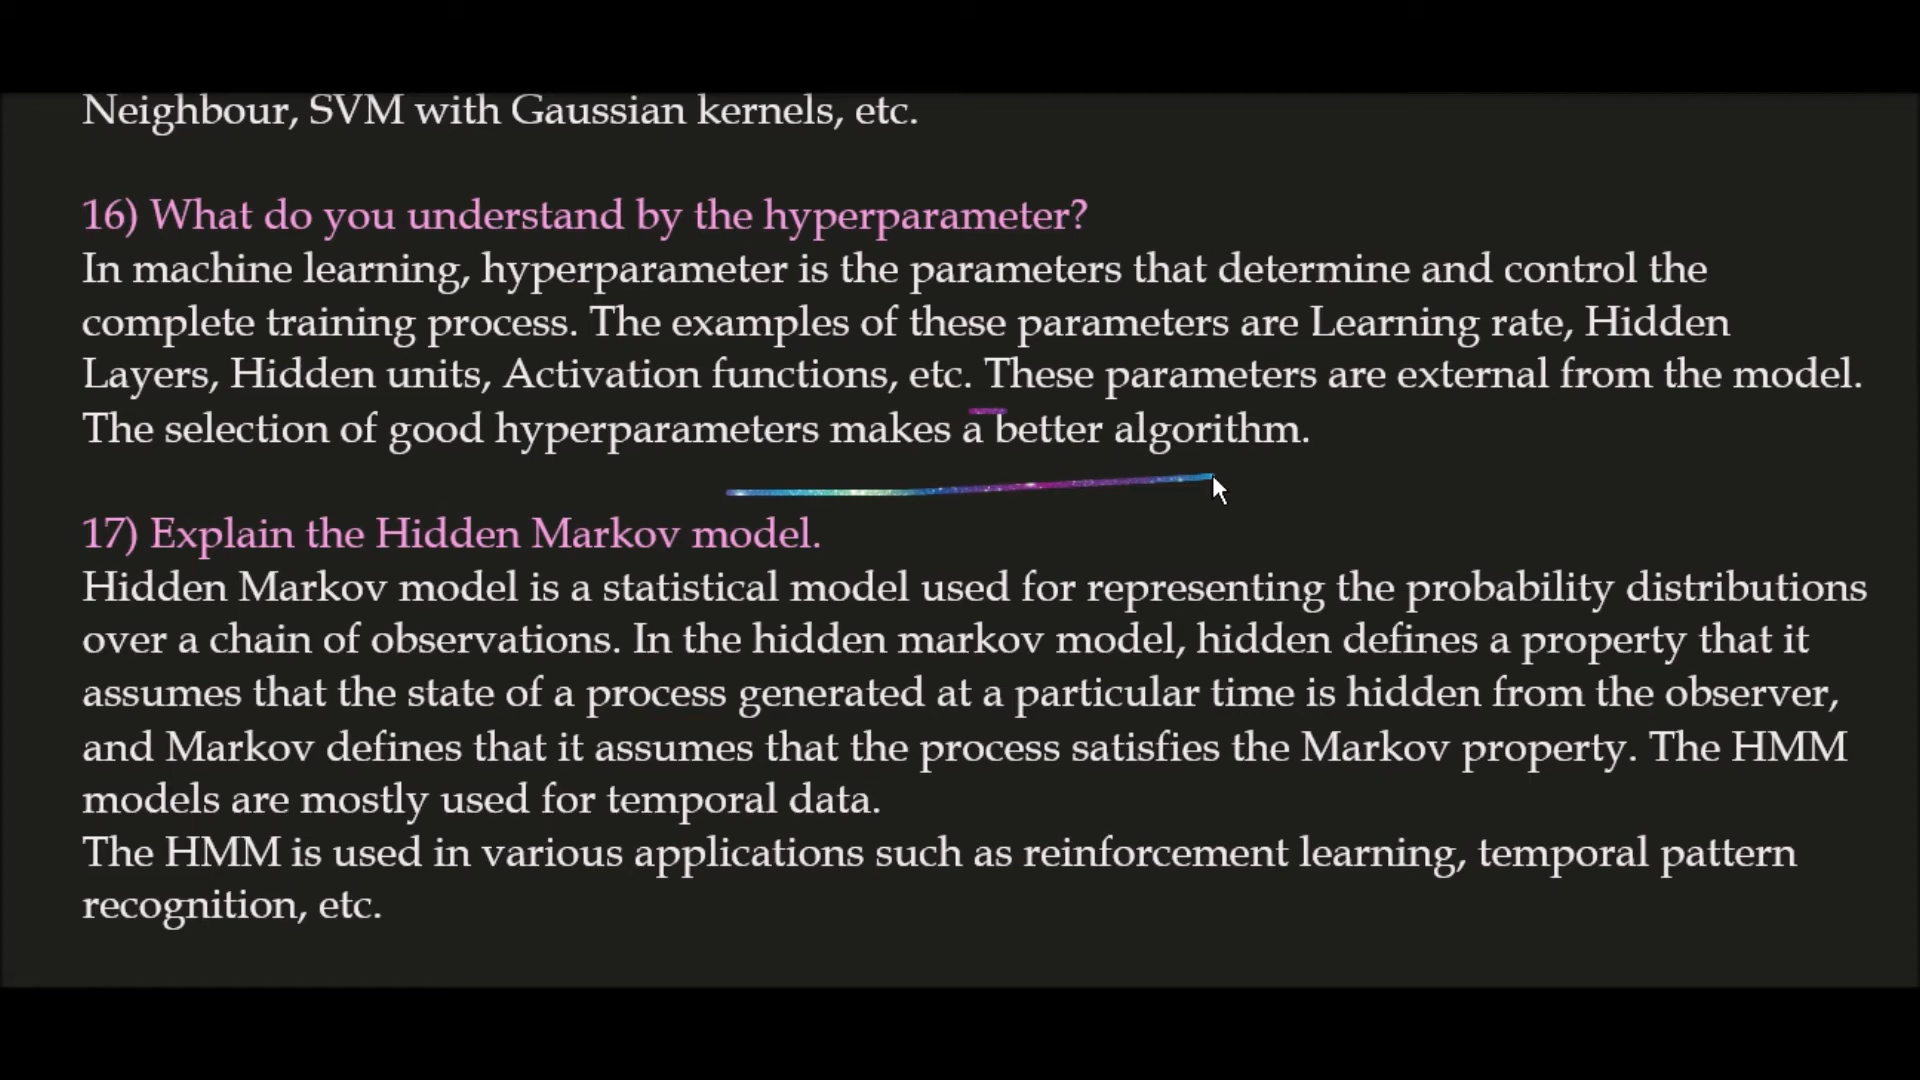 Neighbour, SVM with Gaussian kernels, etc.
16) What do you understand by the hyperparameter?
In machine learning, hyperparameter is the parameters that determine and control the
complete training process. The examples of these parameters are Learning rate, Hidden
Layers, Hidden units, Activation functions, etc. These parameters are external from the model.
The selection of good hyperparameters makes a better algorithm.
17) Explain the Hidden Markov model.
Hidden Markov model is a statistical model used for representing the probability distributions
over a chain of observations. In the hidden markov model, hidden defines a property that it
assumes that the state of a process generated at a particular time is hidden from the observer,
and Markov defines that it assumes that the process satisfies the Markov property. The HMM
models are mostly used for temporal data.
The HMM is used in various applications such as reinforcement learning, temporal pattern
recognition, etc.